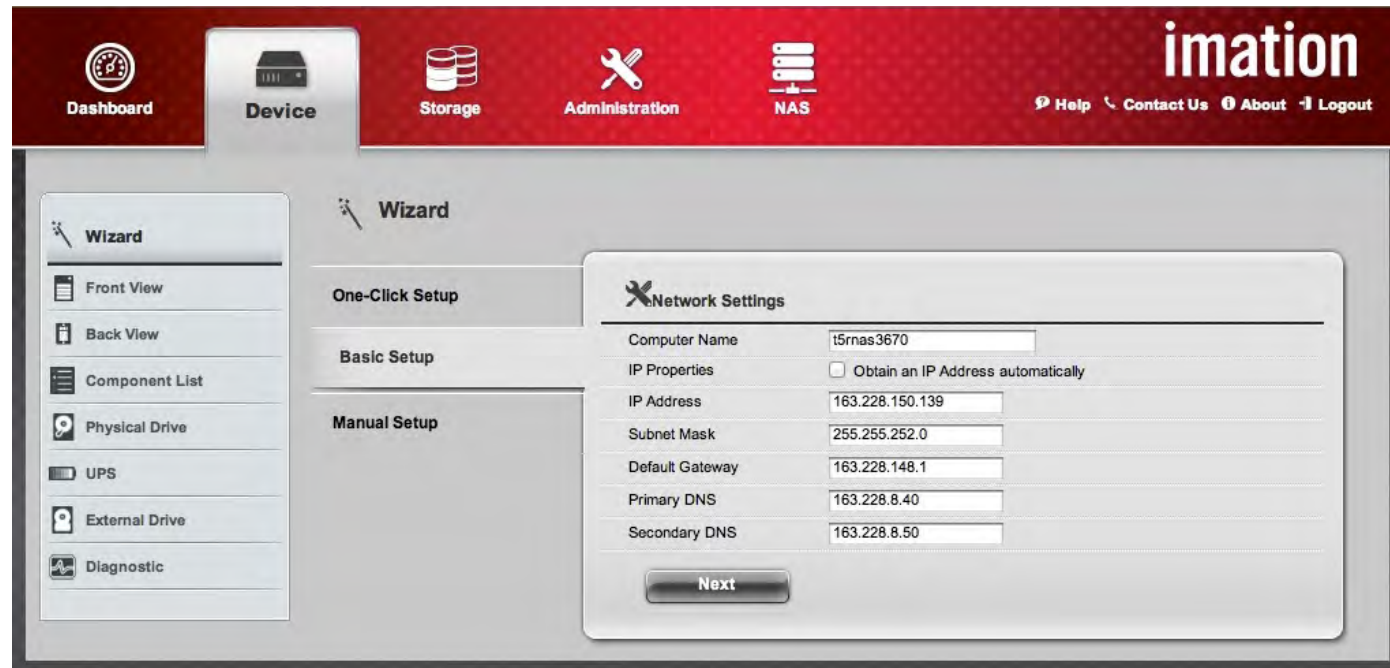 imation
Dashboard
Device
Storage
Administration
NAS
Help Contact Us About Logout
Wizard
Front View
Back View
Component List
Physical Drive
UPS
External Drive
Diagnostic
Wizard
One-Click Setup
Basic Setup
Manual Setup
Network Settings
Computer Name t5rnas3670
IP Properties Obtain an IP Address automatically
IP Address 163.228.150.139
Subnet Mask 255.255.252.0
Default Gateway 163.228.148.1
Primary DNS 163.228.8.40
Secondary DNS 163.228.8.50
Next